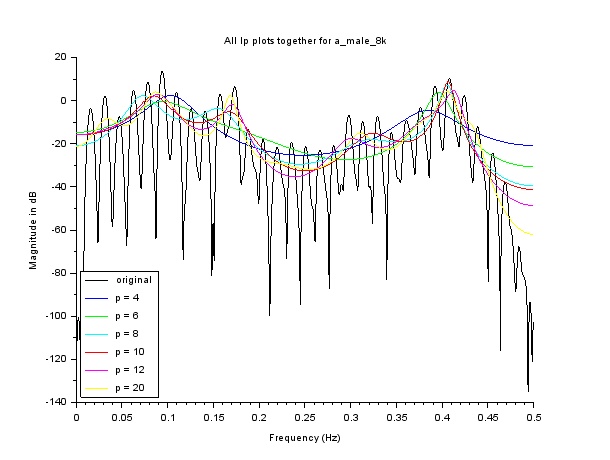 All lp plots together for a_male_8k
20
0
-20
-40
-60
-80
-100
-120
-140
Magnitude in dB
original
p = 4
p = 6
p = 8
p = 10
p = 12
p = 20
0 0.05 0.1 0.15 0.2 0.25 0.3 0.35 0.4 0.45 0.5
Frequency (Hz)